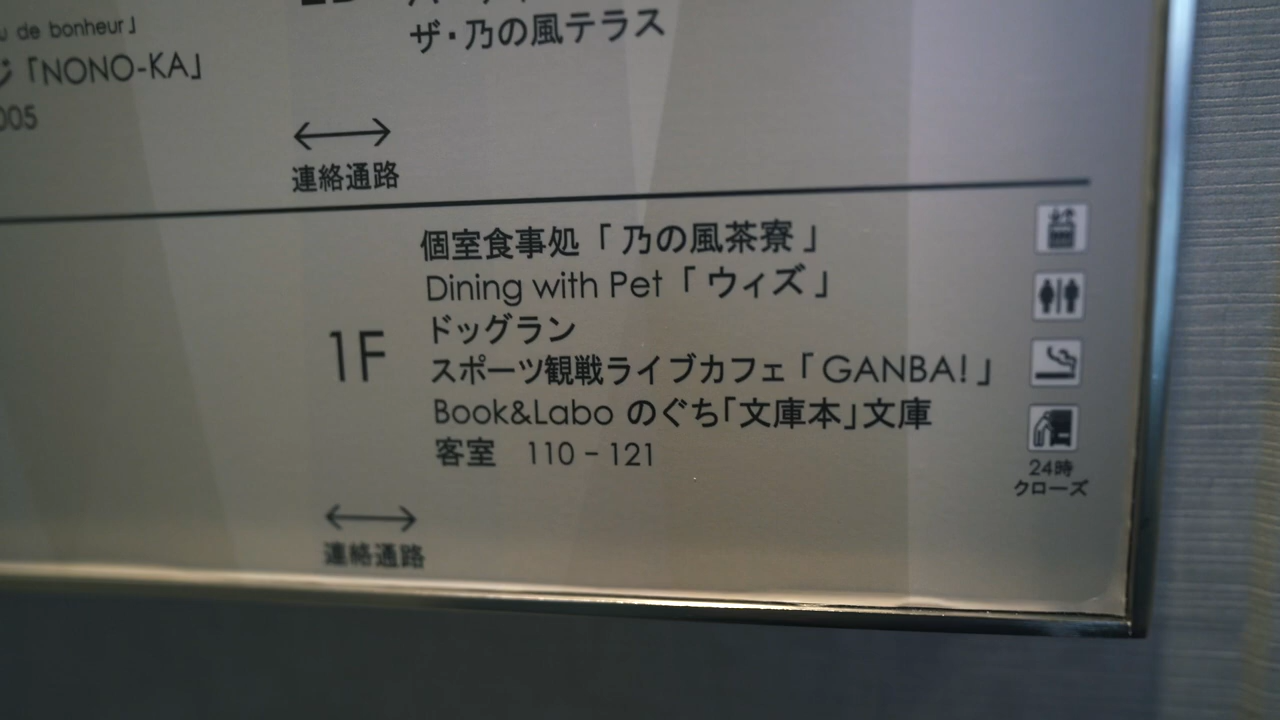 de bonheur」
「NONO-KA」
005
ザ・乃の風テラス
連絡通路
1F
個室食事処「乃の風茶寮」
Dining with Pet「ウィズ」
ドッグラン
スポーツ観戦ライブカフェ「GANBA!」
Book&Labo のぐち「文庫本」文庫
客室 110 - 121
24時
クローズ
連絡通路